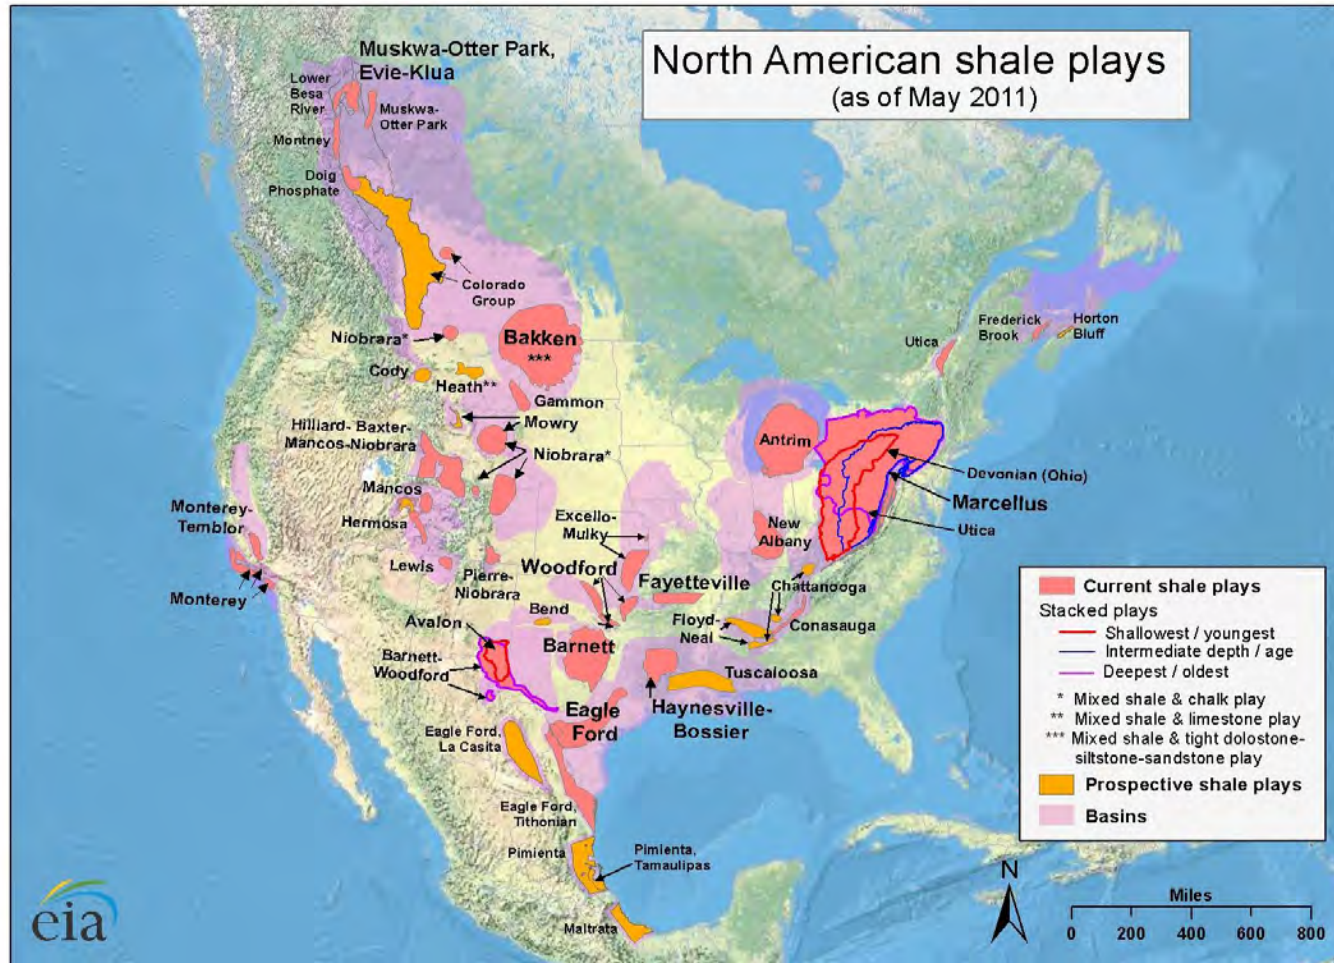 North American shale plays
(as of May 2011)
Muskwa-Otter Park,
Evie-Klua
Lower
Besa
River
Muskwa-
Otter Park
Montney
Doig
Phosphate
Colorado
Group
Niobrara*
Bakken
***
Cody
Heath**
Gammon
Mowry
Hilliard- Baxter-
Mancos-Niobrara
Niobrara*
Mancos
Hermosa
Monterey-
Temblor
Monterey
Lewis
Pierre-
Niobrara
Excello-
Mulky
Woodford
Fayetteville
Bend
Avalon
Barnett
Barnett-
Woodford
Eagle
Ford
Eagle Ford,
La Casita
Eagle Ford,
Tithonian
Pimienta
Pimienta,
Tamaulipas
Maltrata
Haynesville-
Bossier
Tuscaloosa
Floyd-
Neal
Conasauga
Chattanooga
New
Albany
Antrim
Devonian (Ohio)
Marcellus
Utica
Utica
Frederick
Brook
Horton
Bluff
Current shale plays
Stacked plays
Shallowest / youngest
Intermediate depth / age
Deepest / oldest
* Mixed shale & chalk play
** Mixed shale & limestone play
*** Mixed shale & tight dolostone-
siltstone-sandstone play
Prospective shale plays
Basins
N
Miles
0 200 400 600 800
eia